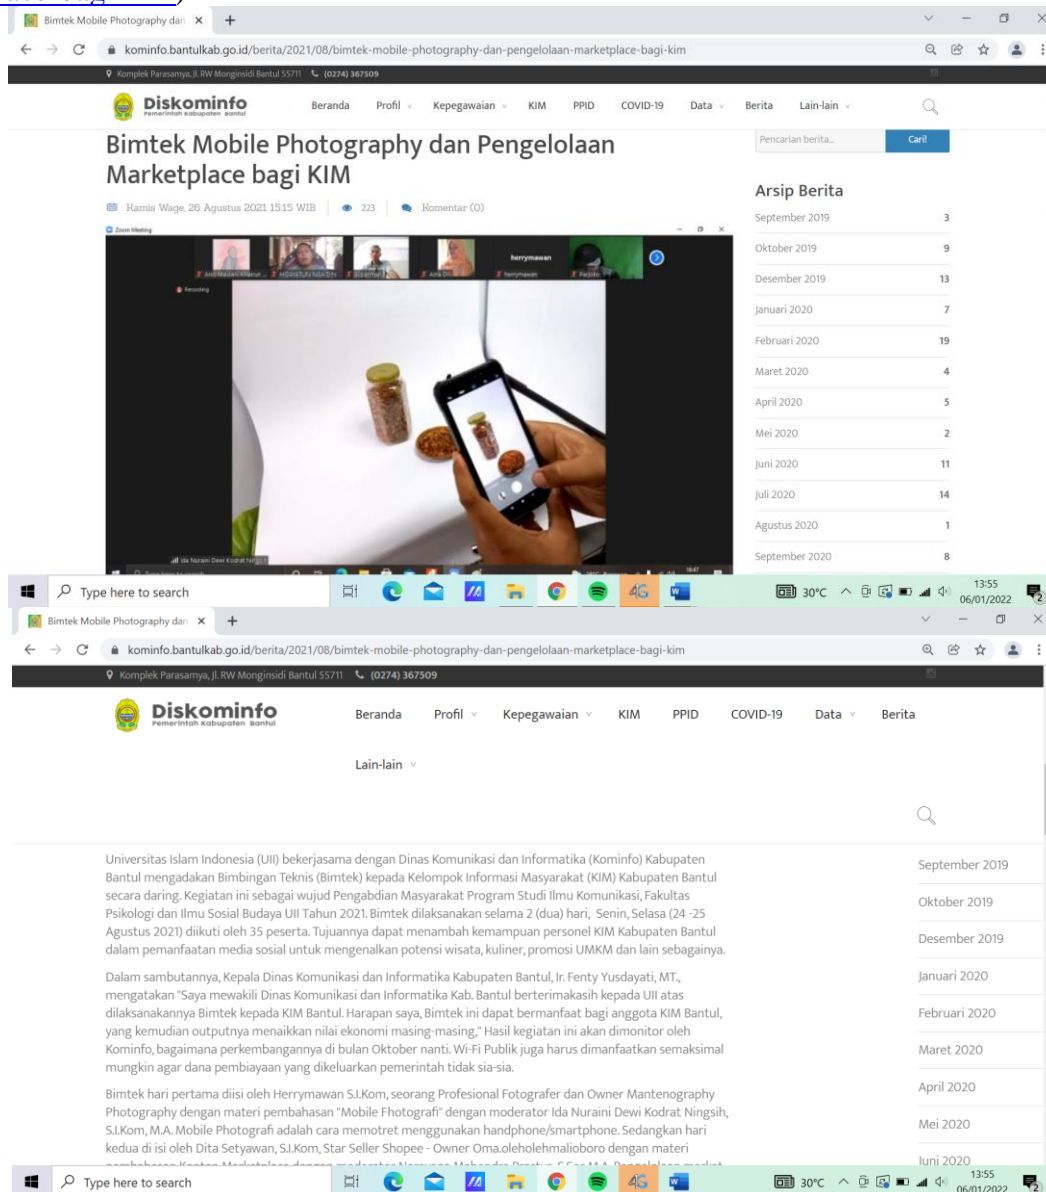 Bimtek Mobile Photography dan
kominfo.bantulkab.go.id/berita/2021/08/bimtek-mobile-photography-dan-pengelolaan-marketplace-bagi-kim
Komplek Parasamya, Jl. RW Monginsidi Bantul 55711 (0274) 367509
Diskominfo
Pemerintah Kabupaten Bantul
Beranda Profil Kepegawaian KIM PPID COVID-19 Data Berita Lain-lain
Bimtek Mobile Photography dan Pengelolaan
Marketplace bagi KIM
Kamis Wage, 26 Agustus 2021 15:15 WIB 223 Komentar (0)
Pencarian berita... Cari!
Arsip Berita
September 2019 3
Oktober 2019 9
Desember 2019 13
Januari 2020 7
Februari 2020 19
Maret 2020 4
April 2020 5
Mei 2020 2
Juni 2020 11
Juli 2020 14
Agustus 2020 1
September 2020 8
Zoom Meeting
herrymawan
herrymawan
Parjoko
Recording
Ida Nuraini Dewi Kodrat Ningsih
Type here to search
30°C
13:55
06/01/2022
2
Bimtek Mobile Photography dan
kominfo.bantulkab.go.id/berita/2021/08/bimtek-mobile-photography-dan-pengelolaan-marketplace-bagi-kim
Komplek Parasamya, Jl. RW Monginsidi Bantul 55711 (0274) 367509
Diskominfo
Pemerintah Kabupaten Bantul
Beranda Profil Kepegawaian KIM PPID COVID-19 Data Berita
Lain-lain
Universitas Islam Indonesia (UII) bekerjasama dengan Dinas Komunikasi dan Informatika (Kominfo) Kabupaten
Bantul mengadakan Bimbingan Teknis (Bimtek) kepada Kelompok Informasi Masyarakat (KIM) Kabupaten Bantul
secara daring. Kegiatan ini sebagai wujud Pengabdian Masyarakat Program Studi Ilmu Komunikasi, Fakultas
Psikologi dan Ilmu Sosial Budaya UII Tahun 2021. Bimtek dilaksanakan selama 2 (dua) hari, Senin, Selasa (24 -25
Agustus 2021) diikuti oleh 35 peserta. Tujuannya dapat menambah kemampuan personel KIM Kabupaten Bantul
dalam pemanfaatan media sosial untuk mengenalkan potensi wisata, kuliner, promosi UMKM dan lain sebagainya.
Dalam sambutannya, Kepala Dinas Komunikasi dan Informatika Kabupaten Bantul, Ir. Fenty Yusdayati, MT.,
mengatakan "Saya mewakili Dinas Komunikasi dan Informatika Kab. Bantul berterimakasih kepada UII atas
dilaksanakannya Bimtek kepada KIM Bantul. Harapan saya, Bimtek ini dapat bermanfaat bagi anggota KIM Bantul,
yang kemudian outputnya menaikkan nilai ekonomi masing-masing," Hasil kegiatan ini akan dimonitor oleh
Kominfo, bagaimana perkembangannya di bulan Oktober nanti. Wi-Fi Publik juga harus dimanfaatkan semaksimal
mungkin agar dana pembiayaan yang dikeluarkan pemerintah tidak sia-sia.
Bimtek hari pertama diisi oleh Herrymawan S.I.Kom, seorang Profesional Fotografer dan Owner Mantenography
Photography dengan materi pembahasan "Mobile Fhotografi" dengan moderator Ida Nuraini Dewi Kodrat Ningsih,
S.I.Kom, M.A. Mobile Photografi adalah cara memotret menggunakan handphone/smartphone. Sedangkan hari
kedua di isi oleh Dita Setyawan, S.I.Kom, Star Seller Shopee - Owner Oma.oleholehmalioboro dengan materi
September 2019
Oktober 2019
Desember 2019
Januari 2020
Februari 2020
Maret 2020
April 2020
Mei 2020
Juni 2020
Type here to search
30°C
13:55
06/01/2022
2